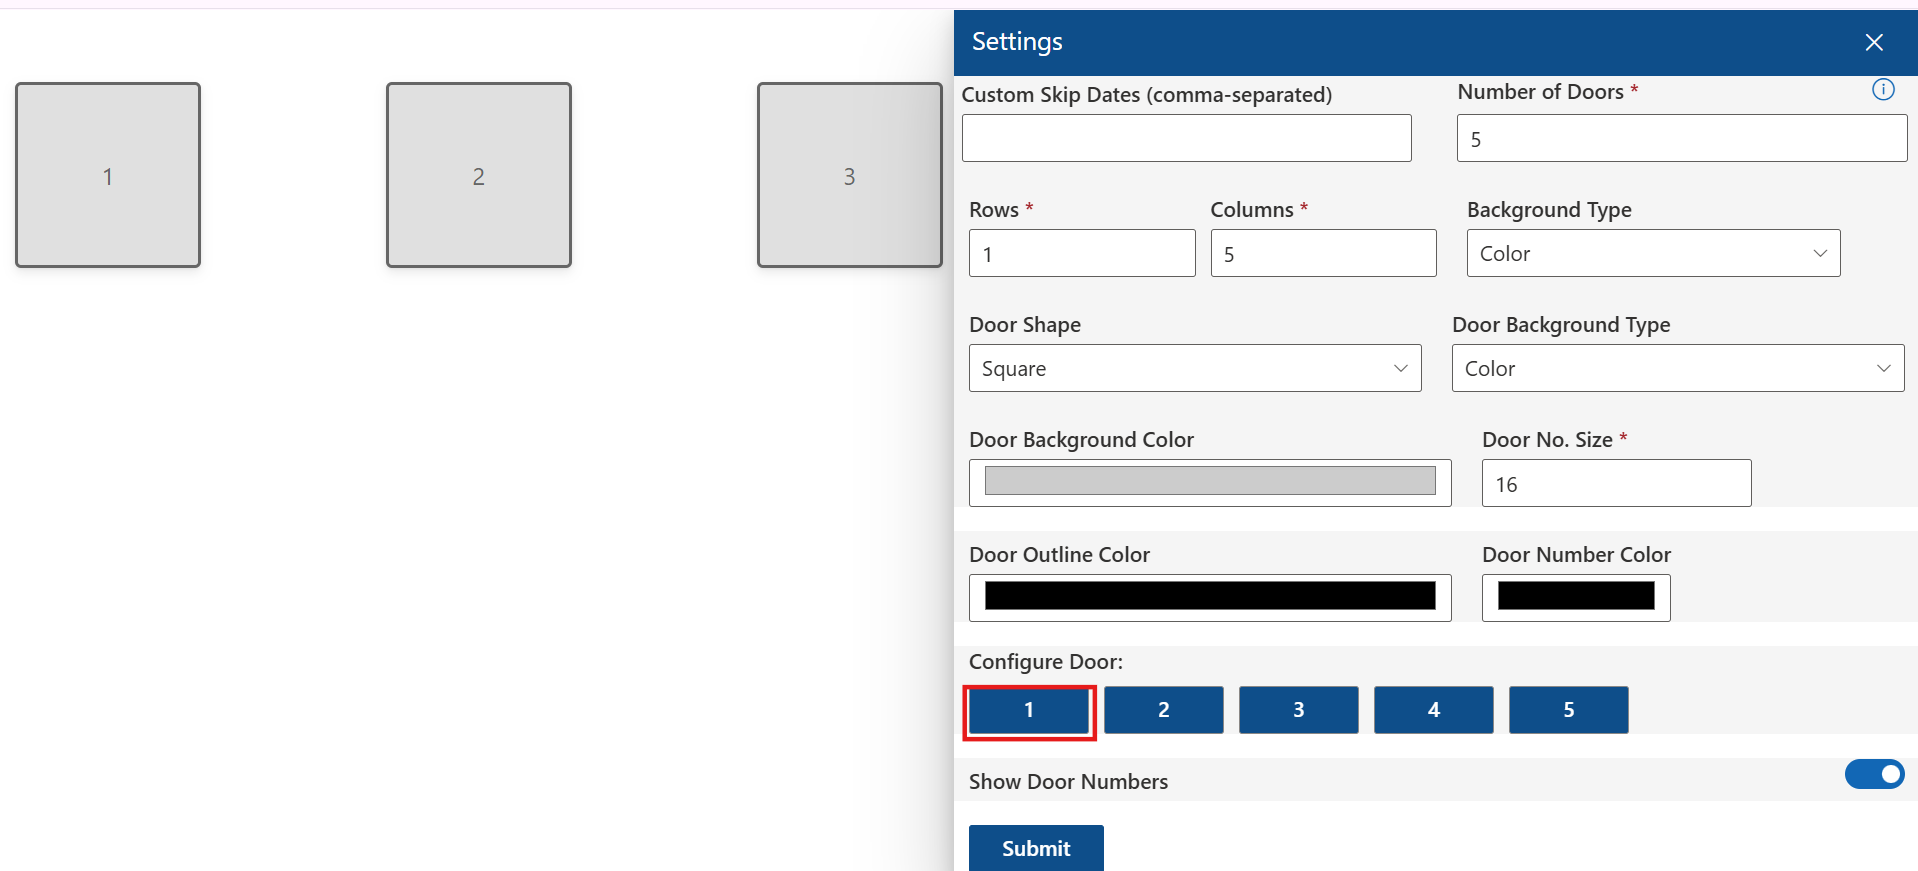 1
2
3
Settings
Custom Skip Dates (comma-separated)
Number of Doors *
5
Rows *
Columns *
Background Type
1
5
Color
Door Shape
Door Background Type
Square
Color
Door Background Color
Door No. Size *
16
Door Outline Color
Door Number Color
Configure Door:
1
2
3
4
5
Show Door Numbers
Submit